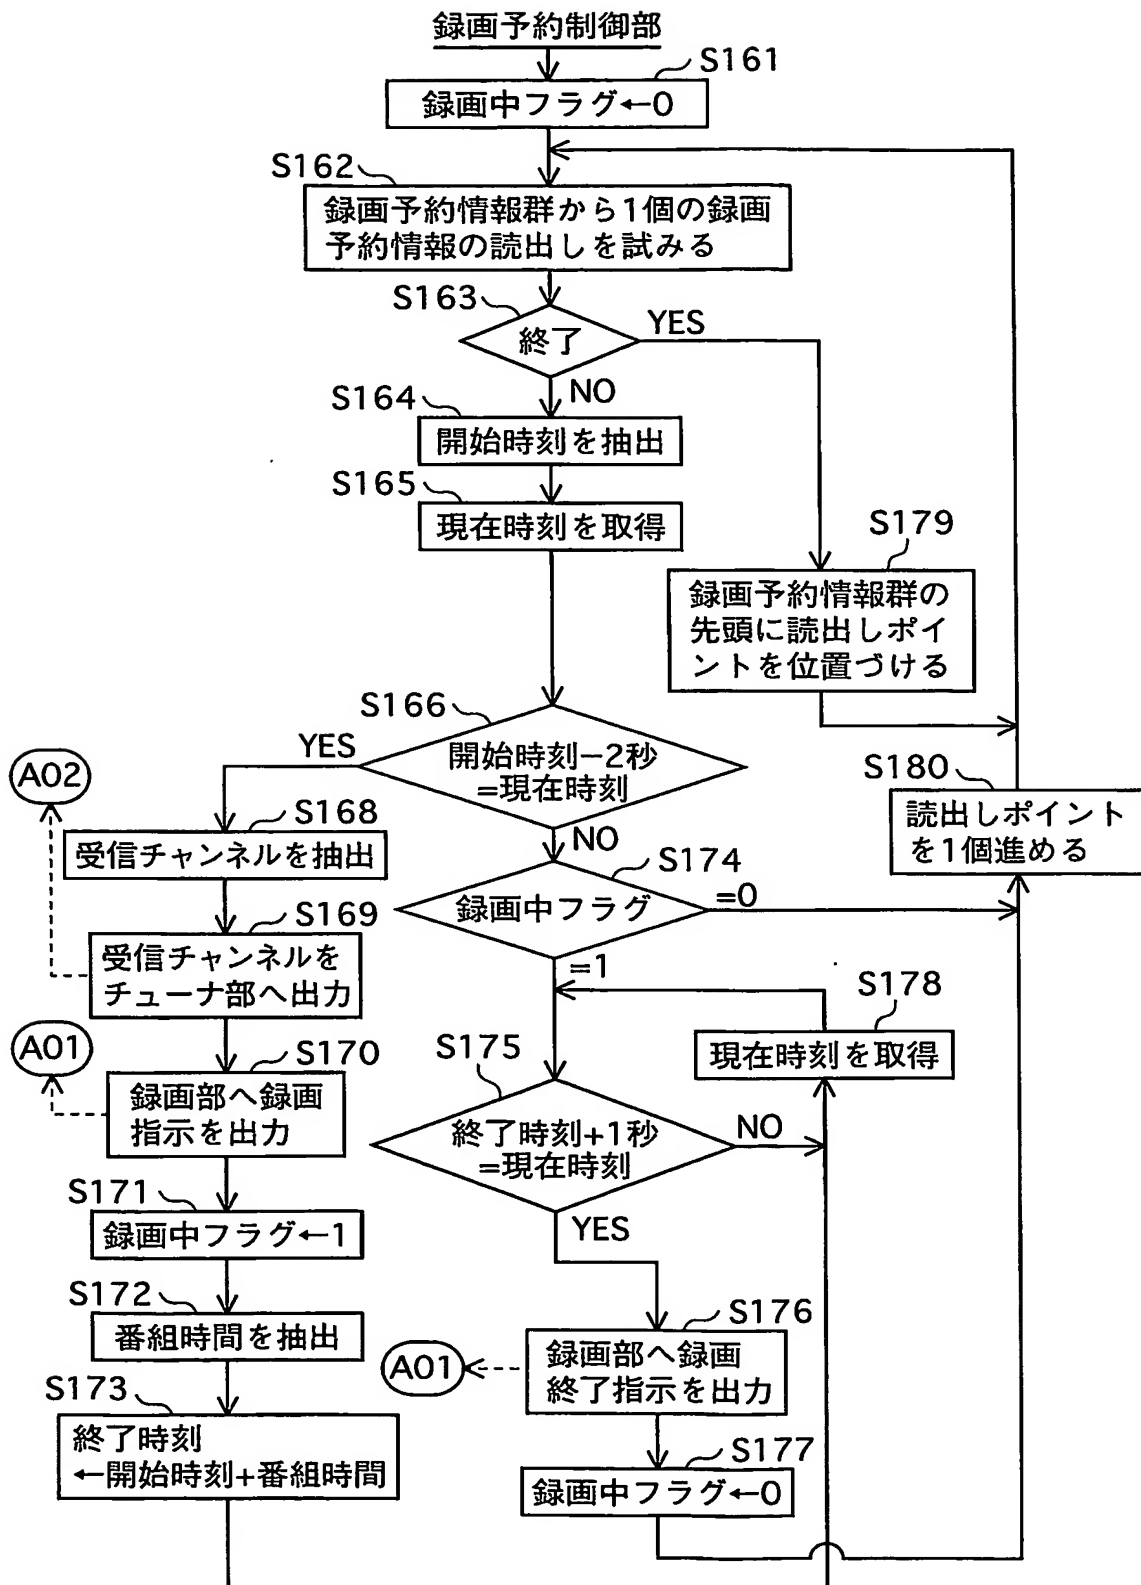 録画予約制御部
S161
録画中フラグ←0
S162
録画予約情報群から1個の録画
予約情報の読出しを試みる
S163
終了
YES
NO
S164
開始時刻を抽出
S165
現在時刻を取得
S179
録画予約情報群の
先頭に読出しポイ
ントを位置づける
S166
開始時刻−2秒
=現在時刻
YES
NO
A02
S168
受信チャンネルを抽出
S180
読出しポイント
を1個進める
S174
録画中フラグ
=0
=1
S169
受信チャンネルを
チューナ部へ出力
S178
現在時刻を取得
A01
S170
録画部へ録画
指示を出力
S175
終了時刻+1秒
=現在時刻
NO
YES
S171
録画中フラグ←1
S172
番組時間を抽出
S176
録画部へ録画
終了指示を出力
A01
S173
終了時刻
←開始時刻+番組時間
S177
録画中フラグ←0